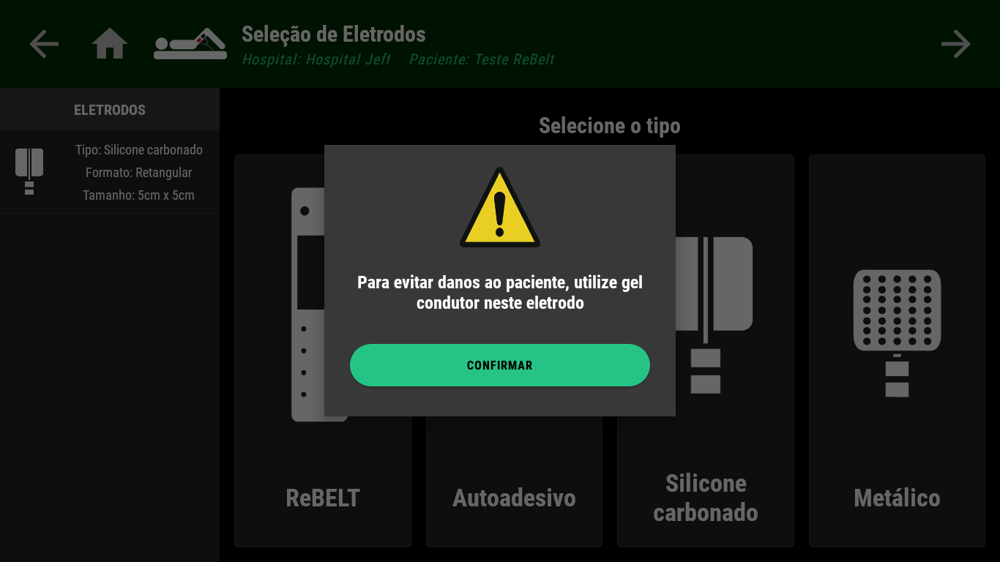 Seleção de Eletrodos
Hospital: Hospital Jeff Paciente: Teste ReBelt
ELETRODOS
Tipo: Silicone carbonado
Formato: Retangular
Tamanho: 5cm x 5cm
Selecione o tipo
Para evitar danos ao paciente, utilize gel
condutor neste eletrodo
CONFIRMAR
ReBELT
Autoadesivo
Silicone
carbonado
Metálico